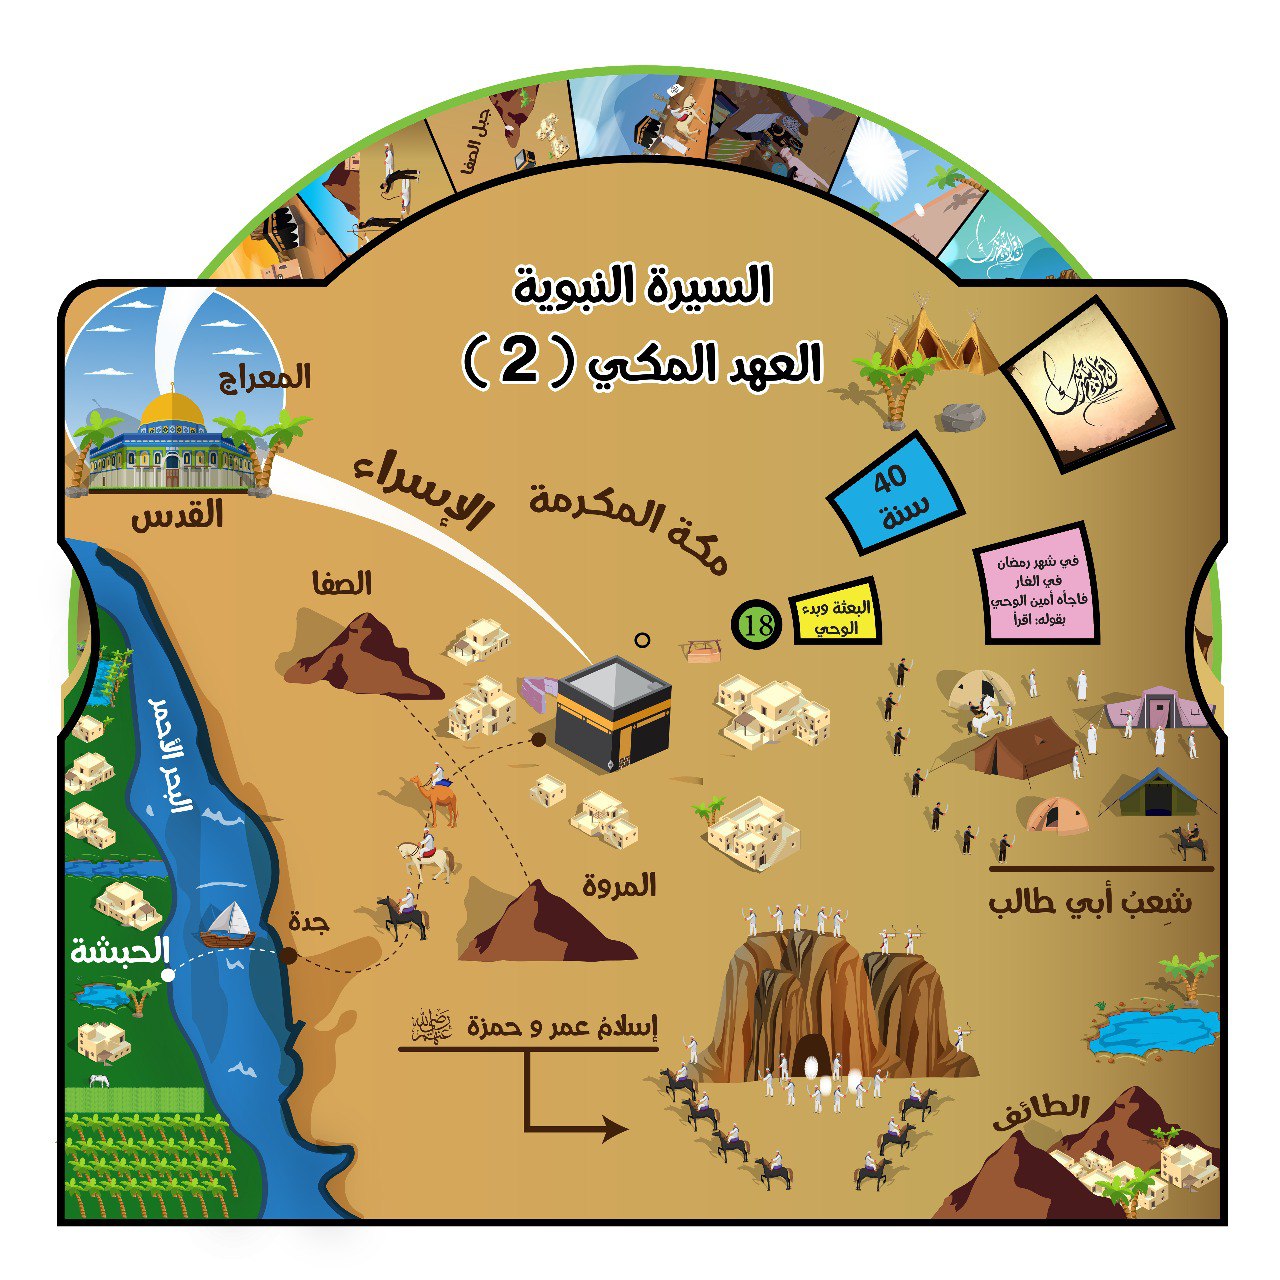 جبل الصفا
السيرة النبوية
العهد المكي ( 2 )
المعراج
القدس
الإسراء
مكة المكرمة
40
سنة
في شهر رمضان
في الغار
فاجأه أمين الوحي
بقوله: اقرأ
البعثة وبدء
الوحي
18
الصفا
البحر الأحمر
المروة
جدة
الحبشة
شعبُ أبي طالب
إسلامُ عمر و حمزة رضي الله عنهما
الطائف